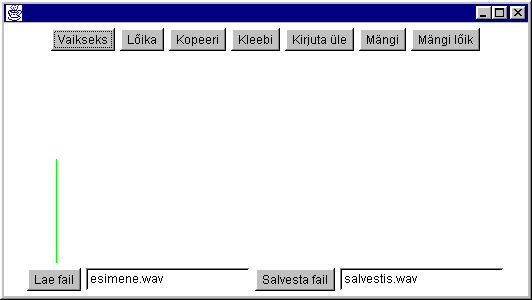 Vaikseks Lõika Kopeeri Kleebi Kirjuta üle Mängi Mängi lõik
Lae fail esimene.wav Salvesta fail salvestis.wav